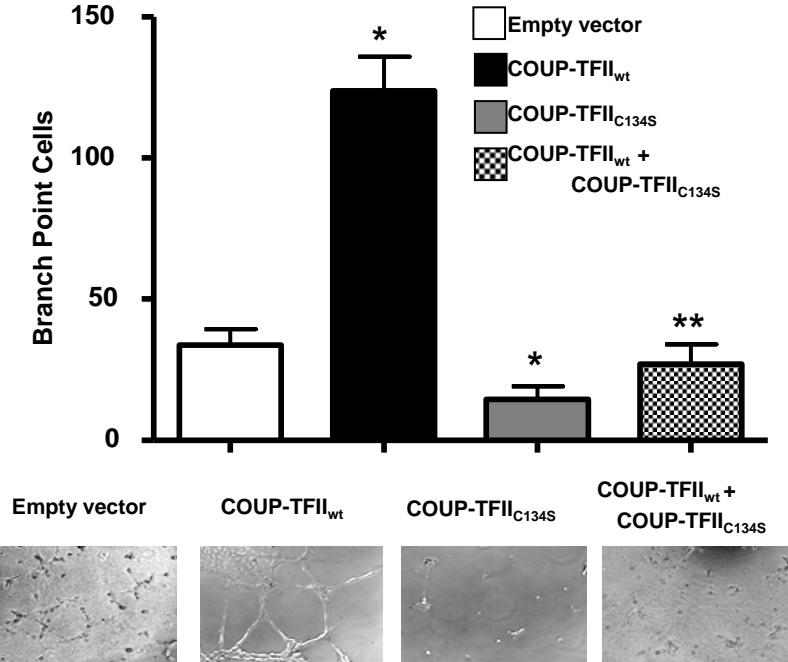 Branch Point Cells
150
100
50
0
*
*
**
Empty vector
COUP-TFIIwt
COUP-TFIIC134S
COUP-TFIIwt +
COUP-TFIIC134S
Empty vector
COUP-TFIIwt
COUP-TFIIC134S
COUP-TFIIwt +
COUP-TFIIC134S